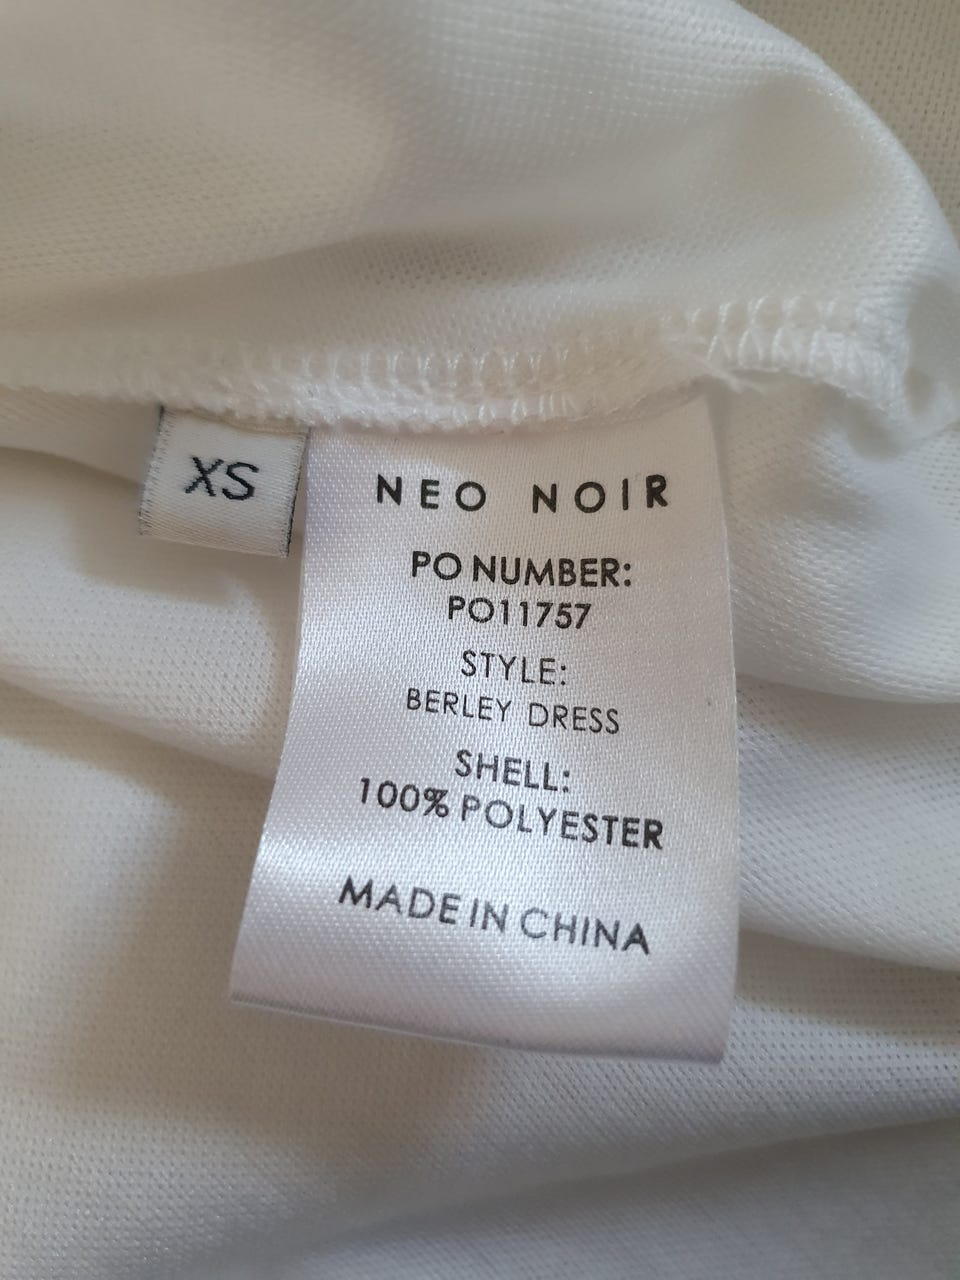 XS
NEO NOIR
PO NUMBER:
PO11757
STYLE:
BERLEY DRESS
SHELL:
100% POLYESTER
MADE IN CHINA